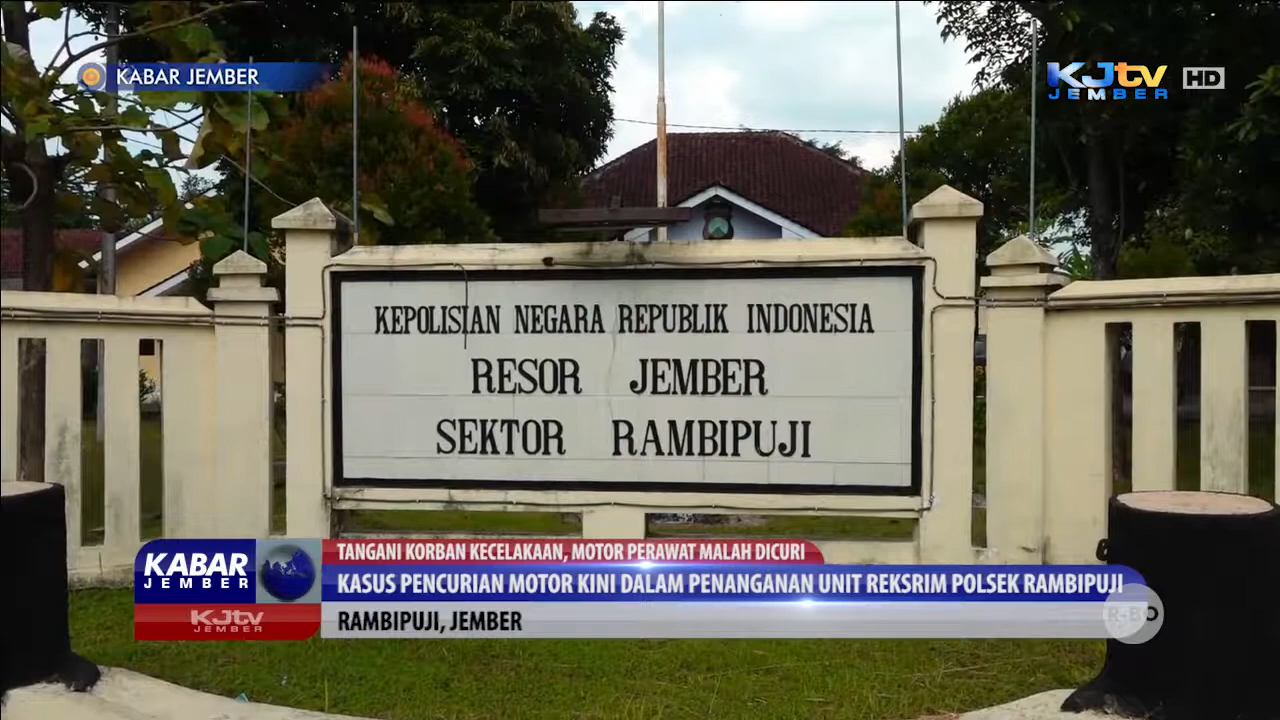 KABAR JEMBER
KJtv HD
JEMBER
KEPOLISIAN NEGARA REPUBLIK INDONESIA
RESOR JEMBER
SEKTOR RAMBIPUJI
TANGANI KORBAN KECELAKAAN, MOTOR PERAWAT MALAH DICURI
KABAR
JEMBER
KASUS PENCURIAN MOTOR KINI DALAM PENANGANAN UNIT REKSRIM POLSEK RAMBIPUJI
KJtv
JEMBER
RAMBIPUJI, JEMBER
R-BO